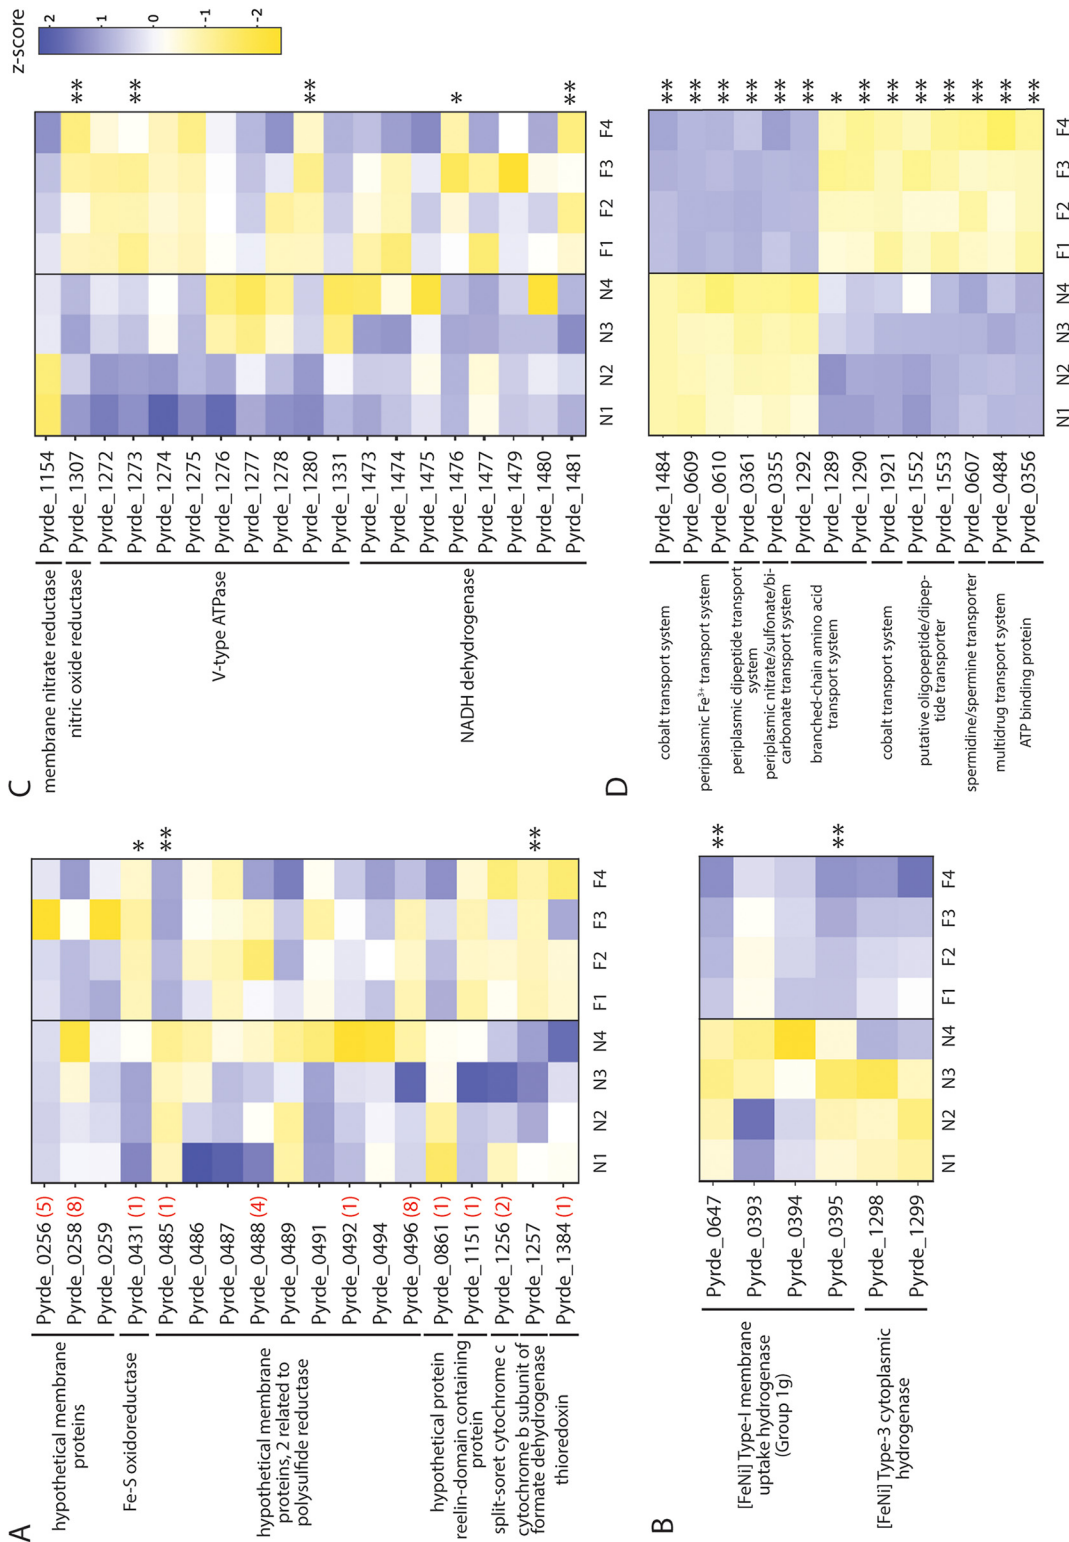 A
hypothetical membrane
proteins
Fe-S oxidoreductase
hypothetical membrane
proteins, 2 related to
polysulfide reductase
hypothetical protein
reelin-domain containing
protein
split-soret cytochrome c
cytochrome b subunit of
formate dehydrogenase
thioredoxin
Pyrde_0256 (5)
Pyrde_0258 (8)
Pyrde_0259
Pyrde_0431 (1)
*
Pyrde_0485 (1)
**
Pyrde_0486
Pyrde_0487
Pyrde_0488 (4)
Pyrde_0489
Pyrde_0491
Pyrde_0492 (1)
Pyrde_0494
Pyrde_0496 (8)
Pyrde_0861 (1)
Pyrde_1151 (1)
Pyrde_1256 (2)
Pyrde_1257
**
Pyrde_1384 (1)
N1 N2 N3 N4 F1 F2 F3 F4
B
[FeNi] Type-I membrane
uptake hydrogenase
(Group 1g)
[FeNi] Type-3 cytoplasmic
hydrogenase
Pyrde_0647
**
Pyrde_0393
Pyrde_0394
Pyrde_0395
**
Pyrde_1298
Pyrde_1299
N1 N2 N3 N4 F1 F2 F3 F4
C
membrane nitrate reductase
nitric oxide reductase
V-type ATPase
NADH dehydrogenase
Pyrde_1154
Pyrde_1307
**
Pyrde_1272
Pyrde_1273
**
Pyrde_1274
Pyrde_1275
Pyrde_1276
Pyrde_1277
Pyrde_1278
Pyrde_1280
**
Pyrde_1331
Pyrde_1473
Pyrde_1474
Pyrde_1475
Pyrde_1476
*
Pyrde_1477
Pyrde_1479
Pyrde_1480
Pyrde_1481
**
N1 N2 N3 N4 F1 F2 F3 F4
z-score
2
1
0
-1
-2
D
cobalt transport system
periplasmic Fe³⁺ transport system
periplasmic dipeptide transport
system
periplasmic nitrate/sulfonate/bi-
carbonate transport system
branched-chain amino acid
transport system
cobalt transport system
putative oligopeptide/dipep-
tide transporter
spermidine/spermine transporter
multidrug transport system
ATP binding protein
Pyrde_1484
**
Pyrde_0609
**
Pyrde_0610
**
Pyrde_0361
**
Pyrde_0355
**
Pyrde_1292
**
Pyrde_1289
*
Pyrde_1290
**
Pyrde_1921
**
Pyrde_1552
**
Pyrde_1553
**
Pyrde_0607
**
Pyrde_0484
**
Pyrde_0356
**
N1 N2 N3 N4 F1 F2 F3 F4